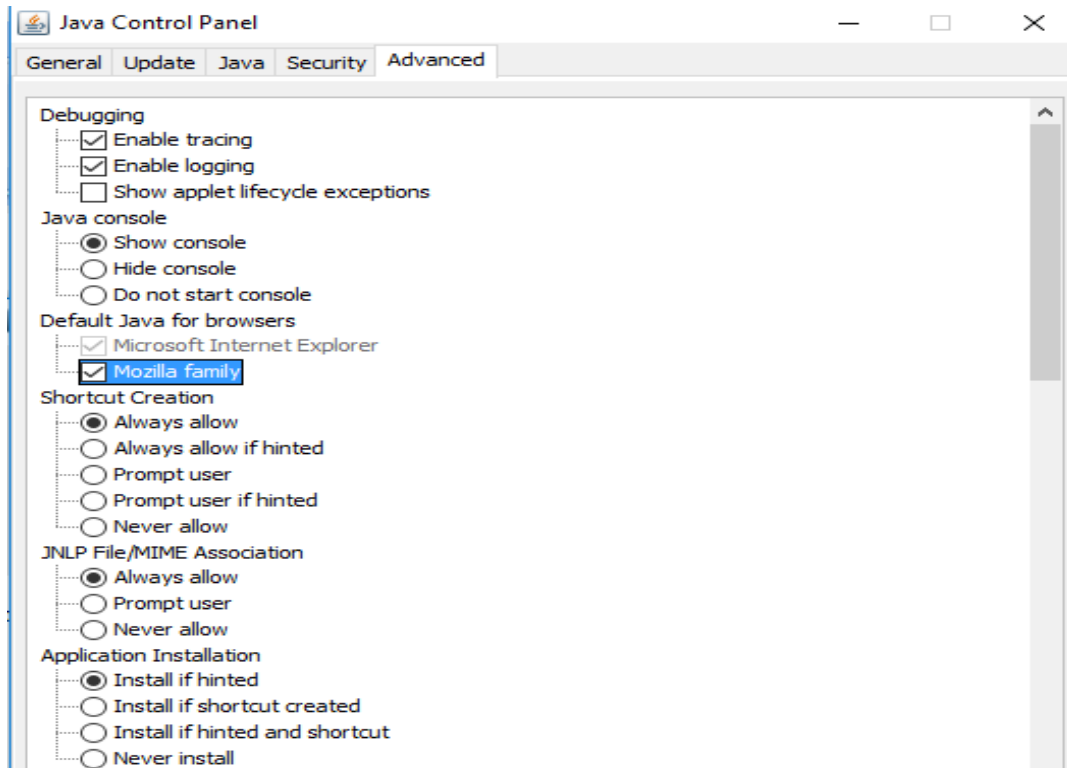 Java Control Panel
General Update Java Security Advanced
Debugging
Enable tracing
Enable logging
Show applet lifecycle exceptions
Java console
Show console
Hide console
Do not start console
Default Java for browsers
Microsoft Internet Explorer
Mozilla family
Shortcut Creation
Always allow
Always allow if hinted
Prompt user
Prompt user if hinted
Never allow
JNLP File/MIME Association
Always allow
Prompt user
Never allow
Application Installation
Install if hinted
Install if shortcut created
Install if hinted and shortcut
Never install